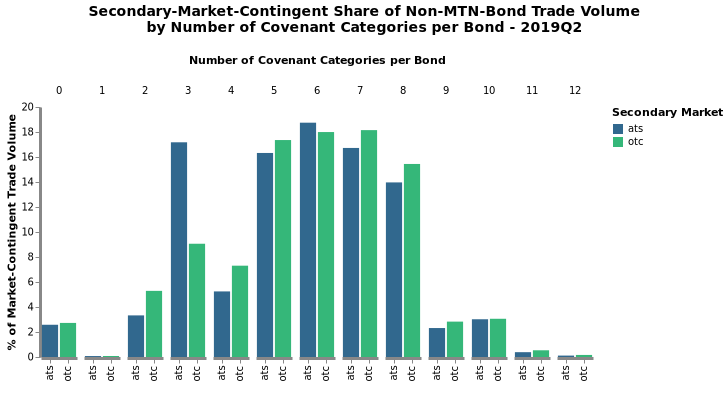 Secondary-Market-Contingent Share of Non-MTN-Bond Trade Volume
by Number of Covenant Categories per Bond - 2019Q2
Number of Covenant Categories per Bond
0 1 2 3 4 5 6 7 8 9 10 11 12
% of Market-Contingent Trade Volume
20
18
16
14
12
10
8
6
4
2
0
ats otc ats otc ats otc ats otc ats otc ats otc ats otc ats otc ats otc ats otc ats otc ats otc ats otc
Secondary Market
ats
otc